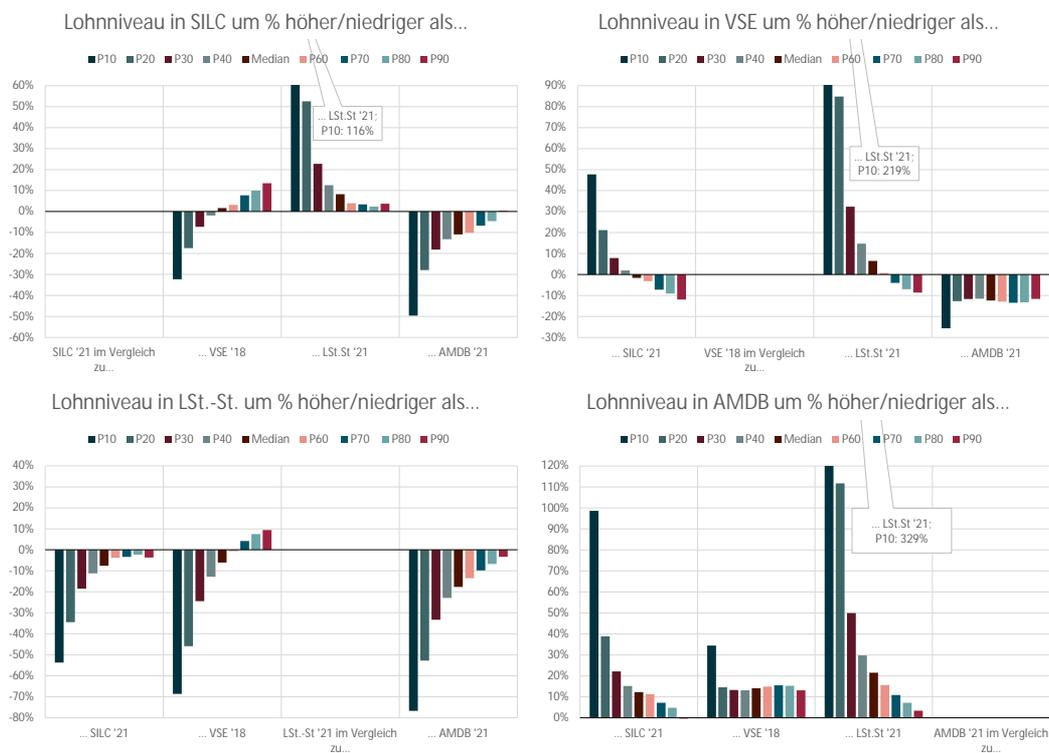 Lohnniveau in SILC um % höher/niedriger als...
P10 P20 P30 P40 Median P60 P70 P80 P90
60%
50%
40%
30%
20%
10%
0%
-10%
-20%
-30%
-40%
-50%
-60%
... LSt.St '21;
P10: 116%
SILC '21 im Vergleich
zu...
... VSE '18
... LSt.St '21
... AMDB '21
Lohnniveau in VSE um % höher/niedriger als...
P10 P20 P30 P40 Median P60 P70 P80 P90
90%
80%
70%
60%
50%
40%
30%
20%
10%
0%
-10%
-20%
-30%
... LSt.St '21;
P10: 219%
... SILC '21
VSE '18 im Vergleich
zu...
... LSt.St '21
... AMDB '21
Lohnniveau in LSt.-St. um % höher/niedriger als...
P10 P20 P30 P40 Median P60 P70 P80 P90
40%
30%
20%
10%
0%
-10%
-20%
-30%
-40%
-50%
-60%
-70%
-80%
... SILC '21
... VSE '18
LSt.-St '21 im Vergleich
zu...
... AMDB '21
Lohnniveau in AMDB um % höher/niedriger als...
P10 P20 P30 P40 Median P60 P70 P80 P90
120%
100%
80%
90%
70%
60%
50%
40%
30%
20%
10%
0%
... LSt.St '21;
P10: 329%
... SILC '21
... VSE '18
... LSt.St '21
AMDB '21 im Vergleich
zu...